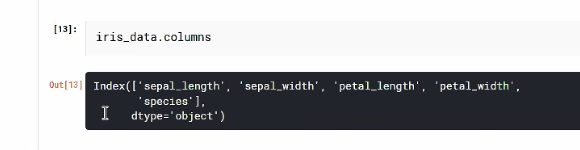 [13]:
iris_data.columns
Out[13]
Index(['sepal_length', 'sepal_width', 'petal_length', 'petal_width',
'species'],
dtype='object')